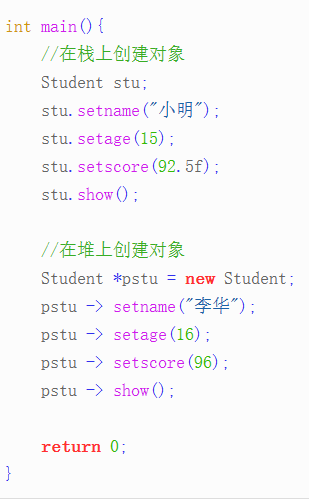 int main(){
//在栈上创建对象
Student stu;
stu.setname("小明");
stu.setage(15);
stu.setscore(92.5f);
stu.show();
//在堆上创建对象
Student *pstu = new Student;
pstu -> setname("李华");
pstu -> setage(16);
pstu -> setscore(96);
pstu -> show();
return 0;
}